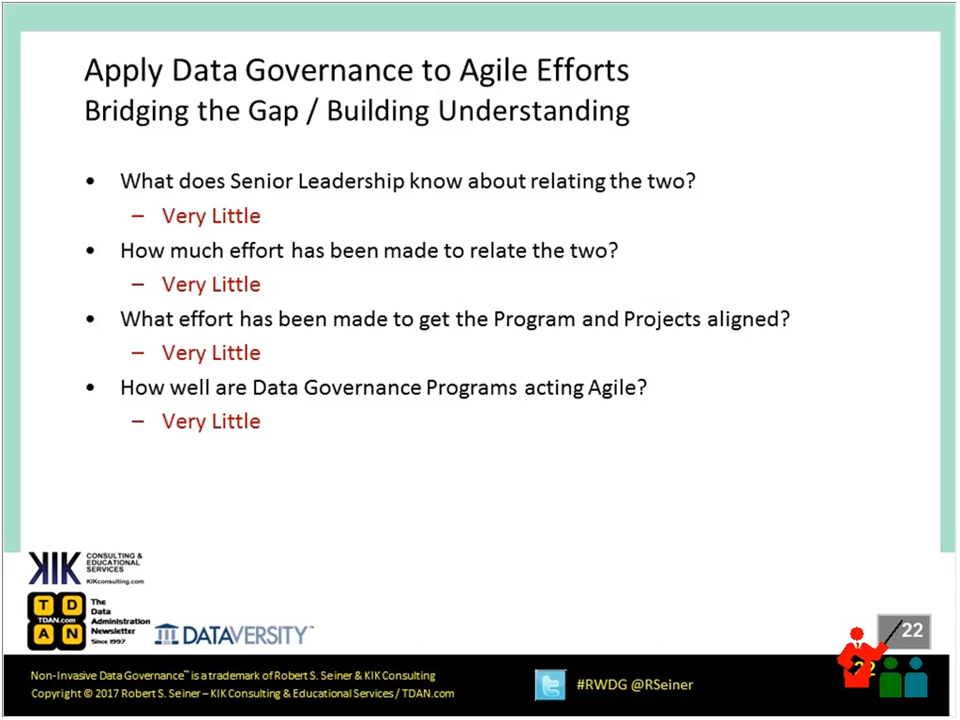 Apply Data Governance to Agile Efforts
Bridging the Gap / Building Understanding
• What does Senior Leadership know about relating the two?
– Very Little
• How much effort has been made to relate the two?
– Very Little
• What effort has been made to get the Program and Projects aligned?
– Very Little
• How well are Data Governance Programs acting Agile?
– Very Little
KIK
CONSULTING &
EDUCATIONAL
SERVICES
KIKconsulting.com
T D
TDAN.com
A N
The
Data
Administration
Newsletter
Since 1997
DATAVERSITY™
22
22
Non-Invasive Data Governance™ is a trademark of Robert S. Seiner & KIK Consulting
Copyright © 2017 Robert S. Seiner – KIK Consulting & Educational Services / TDAN.com
#RWDG @RSeiner